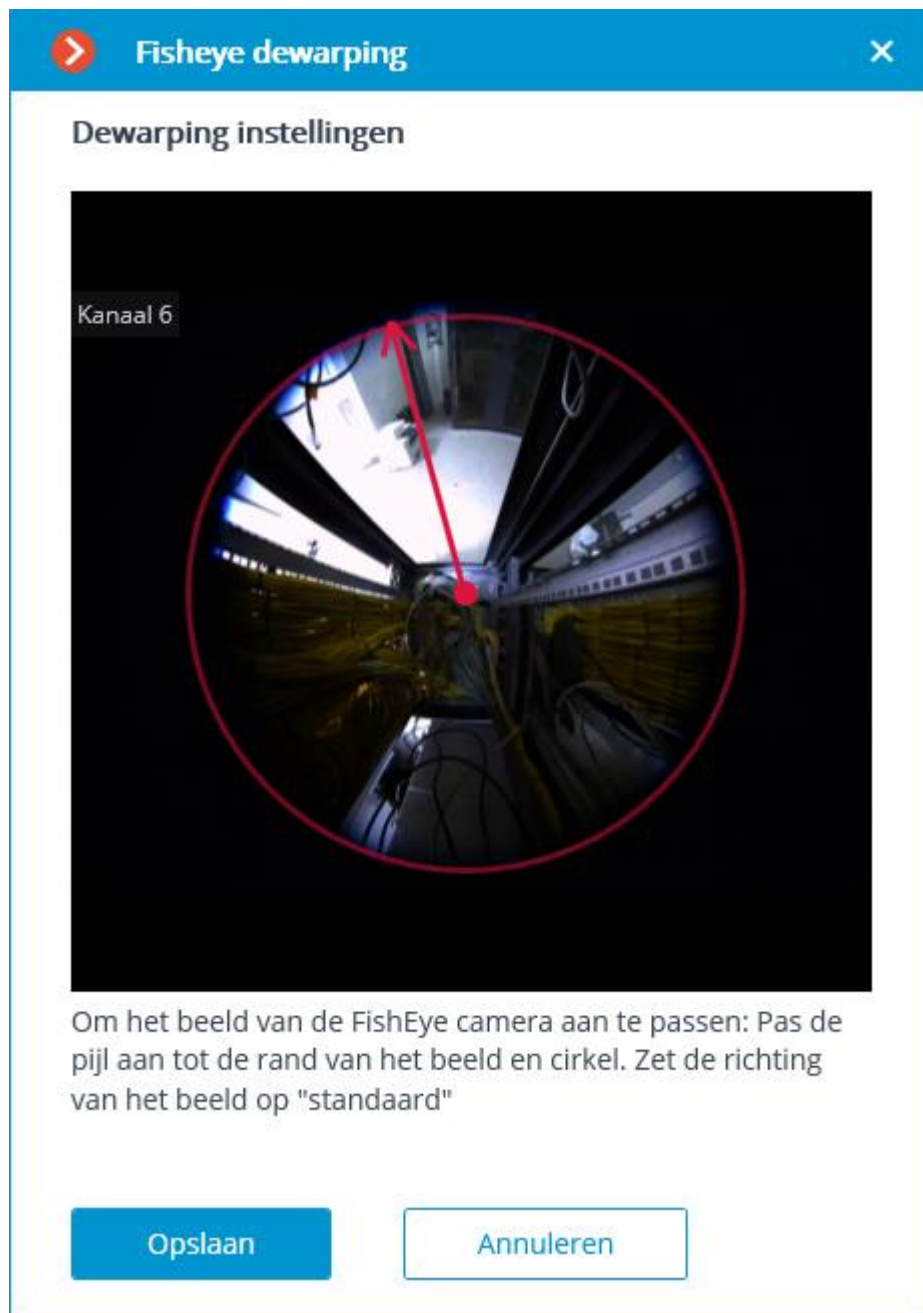 Fisheye dewarping
Dewarping instellingen
Kanaal 6
Om het beeld van de FishEye camera aan te passen: Pas de
pijl aan tot de rand van het beeld en cirkel. Zet de richting
van het beeld op "standaard"
Opslaan
Annuleren